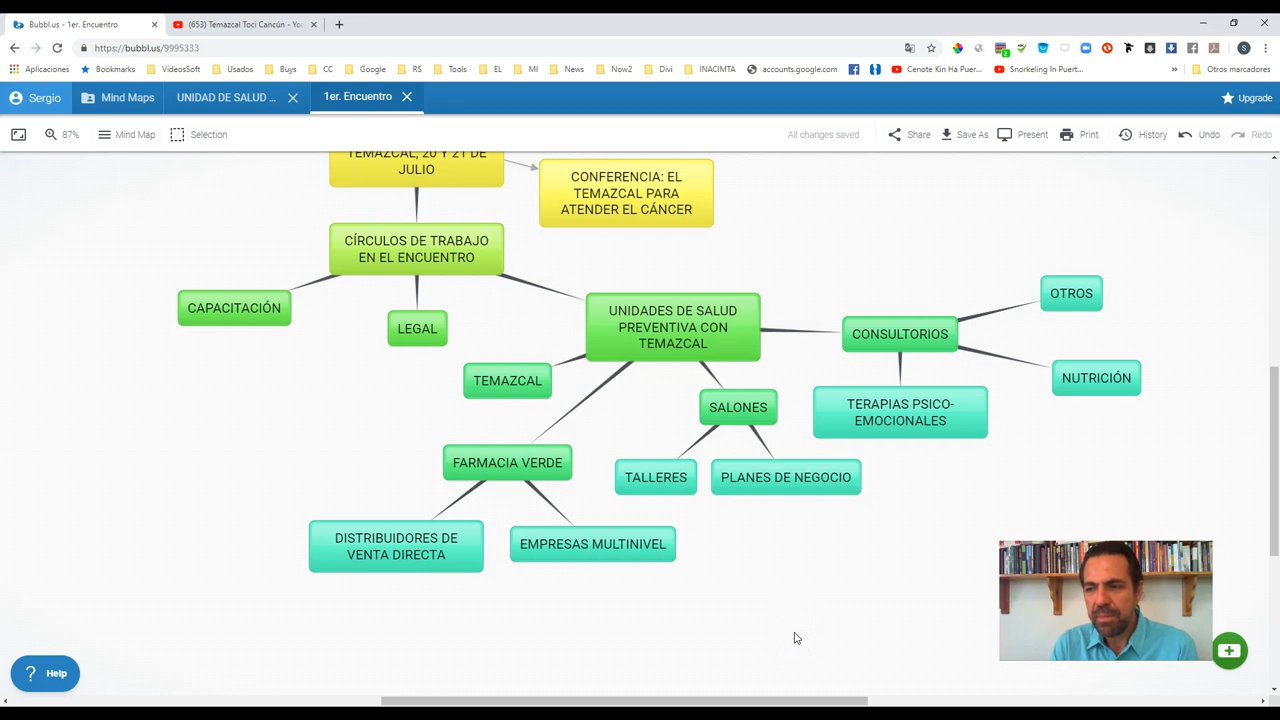 Bubbl.us - 1er. Encuentro
(653) Temazcal Toci Cancún - You
https://bubbl.us/9995333
Aplicaciones
Bookmarks
VideosSoft
Usados
Buys
CC
Google
RS
Tools
EL
MI
News
Now2
Divi
INACIMTA
accounts.google.com
Cenote Kin Ha Puer...
Snorkeling In Puert...
»
Otros marcadores
Sergio
Mind Maps
UNIDAD DE SALUD ...
1er. Encuentro
Upgrade
87%
Mind Map
Selection
All changes saved
Share
Save As
Present
Print
History
Undo
Redo
TEMAZCAL, 20 Y 21 DE
JULIO
CONFERENCIA: EL
TEMAZCAL PARA
ATENDER EL CÁNCER
CÍRCULOS DE TRABAJO
EN EL ENCUENTRO
CAPACITACIÓN
LEGAL
UNIDADES DE SALUD
PREVENTIVA CON
TEMAZCAL
CONSULTORIOS
OTROS
NUTRICIÓN
TERAPIAS PSICO-
EMOCIONALES
TEMAZCAL
SALONES
TALLERES
PLANES DE NEGOCIO
FARMACIA VERDE
DISTRIBUIDORES DE
VENTA DIRECTA
EMPRESAS MULTINIVEL
? Help